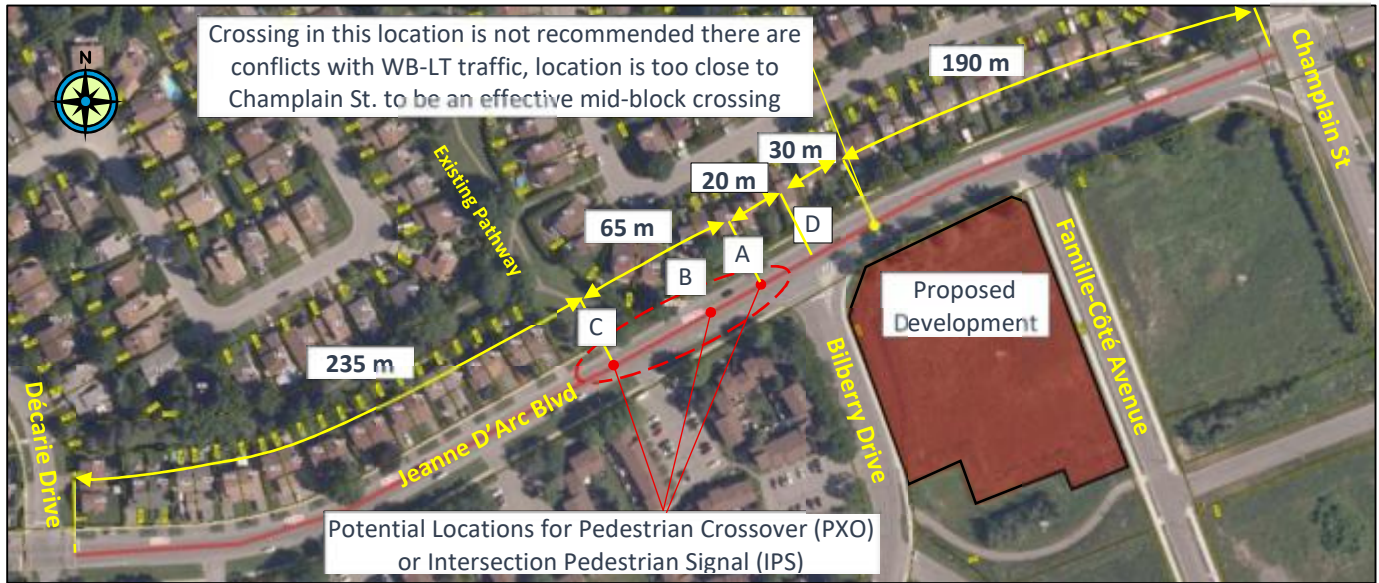 Crossing in this location is not recommended there are
conflicts with WB-LT traffic, location is too close to
Champlain St. to be an effective mid-block crossing
N
190 m
Champlain St
30 m
20 m
Existing Pathway
65 m
D
A
B
C
235 m
Proposed
Development
Famille-Côté Avenue
Bilberry Drive
Décarie Drive
Jeanne D'Arc Blvd
Potential Locations for Pedestrian Crossover (PXO)
or Intersection Pedestrian Signal (IPS)